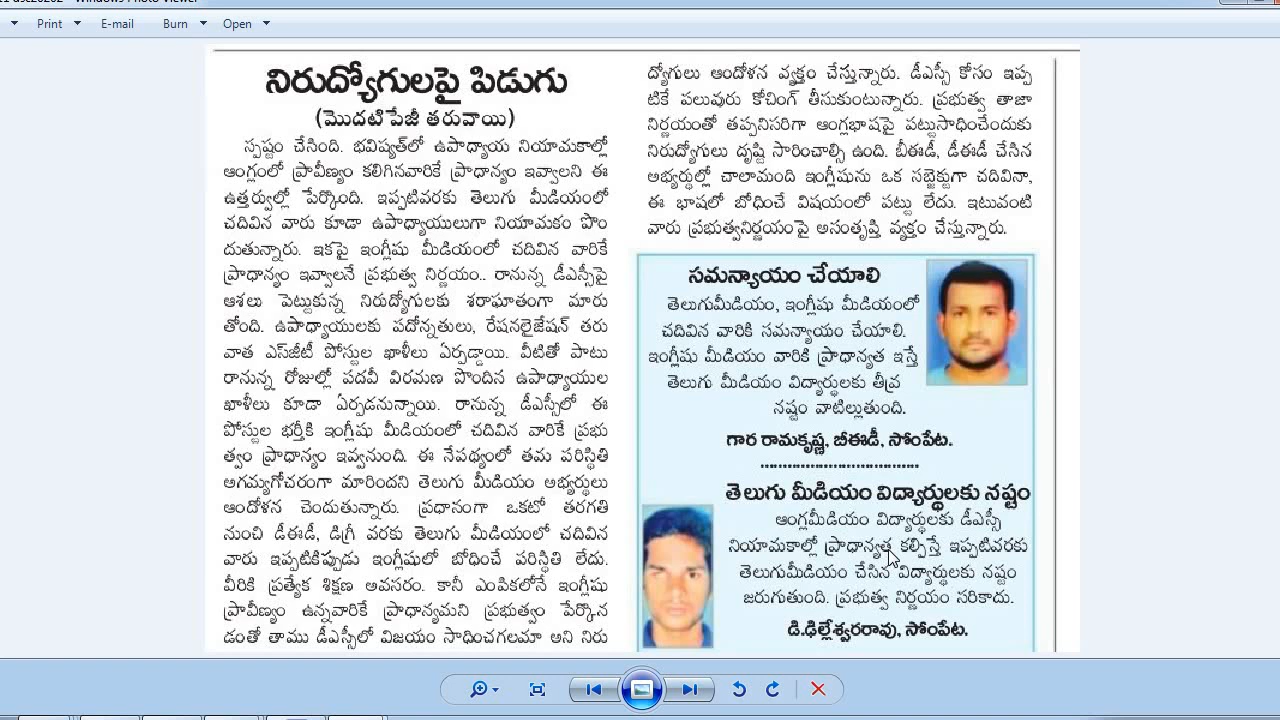 Print
E-mail
Burn
Open
నిరుద్యోగులపై పిడుగు
(మొదటిపేజీ తరువాయి)
స్పష్టం చేసింది. భవిష్యత్‌లో ఉపాధ్యాయ నియామకాల్లో
ఆంగ్లంలో ప్రావీణ్యం కలిగినవారికే ప్రాధాన్యం ఇవ్వాలని ఈ
ఉత్తర్వుల్లో పేర్కొంది. ఇప్పటివరకు తెలుగు మీడియంలో
చదివిన వారు కూడా ఉపాధ్యాయులుగా నియామకం పొం
దుతున్నారు. ఇకపై ఇంగ్లీషు మీడియంలో చదివిన వారికే
ప్రాధాన్యం ఇవ్వాలనే ప్రభుత్వ నిర్ణయం.. రానున్న డీఎస్సీపై
ఆశలు పెట్టుకున్న నిరుద్యోగులకు శరాఘాతంగా మారు
తోంది. ఉపాధ్యాయులకు పదోన్నతులు, రేషనలైజేషన్ తరు
వాత ఎస్‌జీటీ పోస్టుల ఖాళీలు ఏర్పడ్డాయి. వీటితో పాటు
రానున్న రోజుల్లో పదవీ విరమణ పొందిన ఉపాధ్యాయుల
ఖాళీలు కూడా ఏర్పడనున్నాయి. రానున్న డీఎస్సీలో ఈ
పోస్టుల భర్తీకి ఇంగ్లీషు మీడియంలో చదివిన వారికే ప్రభు
త్వం ప్రాధాన్యం ఇవ్వనుంది. ఈ నేపథ్యంలో తమ పరిస్థితి
అగమ్యగోచరంగా మారిందని తెలుగు మీడియం అభ్యర్థులు
ఆందోళన చెందుతున్నారు. ప్రధానంగా ఒకటో తరగతి
నుంచి డీఈడీ, డిగ్రీ వరకు తెలుగు మీడియంలో చదివిన
వారు ఇప్పటికిప్పుడు ఇంగ్లీషులో బోధించే పరిస్థితి లేదు.
వీరికి ప్రత్యేక శిక్షణ అవసరం. కానీ ఎంపికలోనే ఇంగ్లీషు
ప్రావీణ్యం ఉన్నవారికే ప్రాధాన్యమని ప్రభుత్వం పేర్కొన
డంతో తాము డీఎస్సీలో విజయం సాధించగలమా అని నిరు
ద్యోగులు ఆందోళన వ్యక్తం చేస్తున్నారు. డీఎస్సీ కోసం ఇప్ప
టికే పలువురు కోచింగ్ తీసుకుంటున్నారు. ప్రభుత్వ తాజా
నిర్ణయంతో తప్పనిసరిగా ఆంగ్లభాషపై పట్టుసాధించేందుకు
నిరుద్యోగులు దృష్టి సారించాల్సి ఉంది. బీఈడీ, డీఈడీ చేసిన
అభ్యర్థుల్లో చాలామంది ఇంగ్లీషును ఒక సబ్జెక్టుగా చదివినా,
ఈ భాషలో బోధించే విషయంలో పట్టు లేదు. ఇటువంటి
వారు ప్రభుత్వనిర్ణయంపై అసంతృప్తి వ్యక్తం చేస్తున్నారు.
సమన్యాయం చేయాలి
తెలుగుమీడియం, ఇంగ్లీషు మీడియంలో
చదివిన వారికి సమన్యాయం చేయాలి.
ఇంగ్లీషు మీడియం వారికి ప్రాధాన్యత ఇస్తే
తెలుగు మీడియం విద్యార్థులకు తీవ్ర
నష్టం వాటిల్లుతుంది.
గార రామకృష్ణ, బీఈడీ, సోంపేట.
తెలుగు మీడియం విద్యార్థులకు నష్టం
ఆంగ్లమీడియం విద్యార్థులకు డీఎస్సీ
నియామకాల్లో ప్రాధాన్యత కల్పిస్తే ఇప్పటివరకు
తెలుగుమీడియం చేసిన విద్యార్థులకు నష్టం
జరుగుతుంది. ప్రభుత్వ నిర్ణయం సరికాదు.
డి.ఢిల్లేశ్వరరావు, సోంపేట.